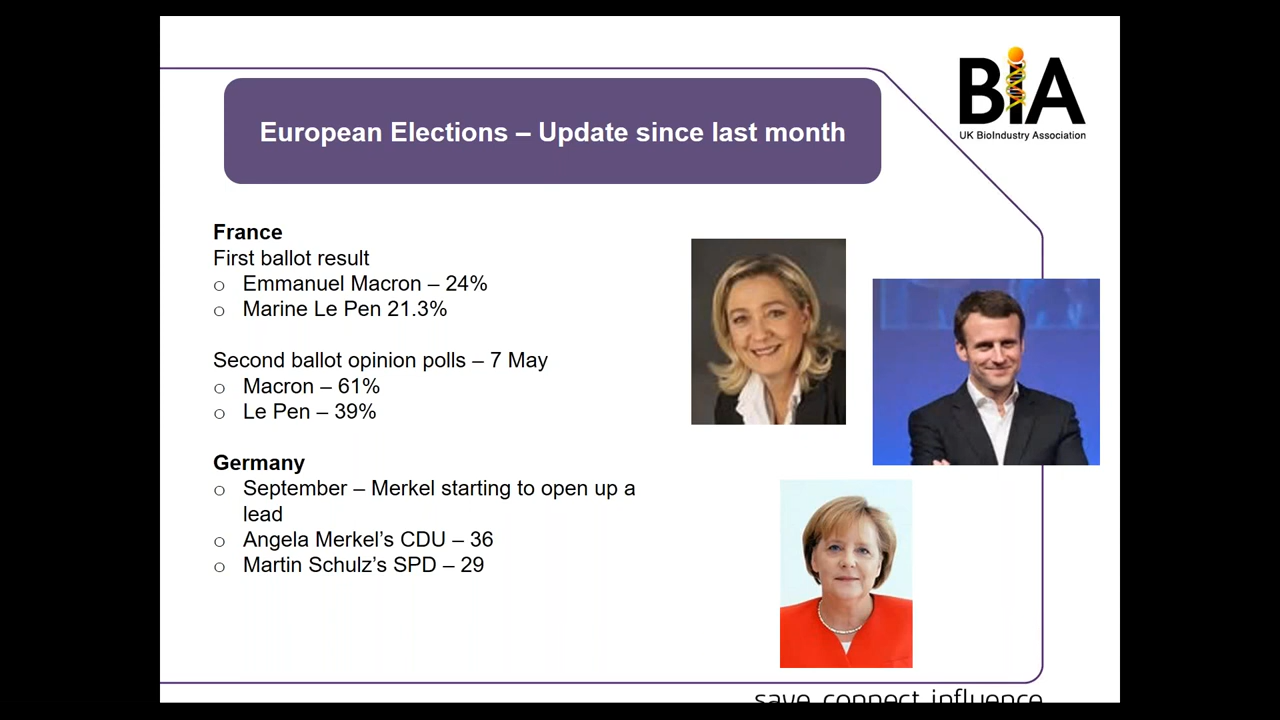 BIA
UK BioIndustry Association
European Elections – Update since last month
France
First ballot result
o Emmanuel Macron – 24%
o Marine Le Pen 21.3%
Second ballot opinion polls – 7 May
o Macron – 61%
o Le Pen – 39%
Germany
o September – Merkel starting to open up a
lead
o Angela Merkel’s CDU – 36
o Martin Schulz’s SPD – 29
save connect influence